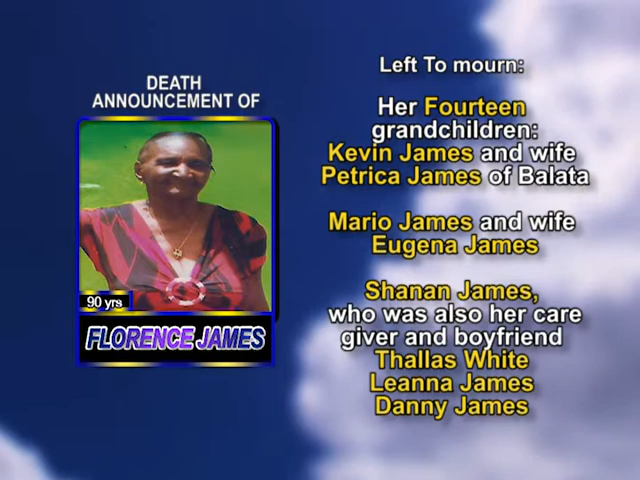 DEATH
ANNOUNCEMENT OF
90 yrs
FLORENCE JAMES
Left To mourn:
Her Fourteen
grandchildren:
Kevin James and wife
Petrica James of Balata
Mario James and wife
Eugena James
Shanan James,
who was also her care
giver and boyfriend
Thallas White
Leanna James
Danny James